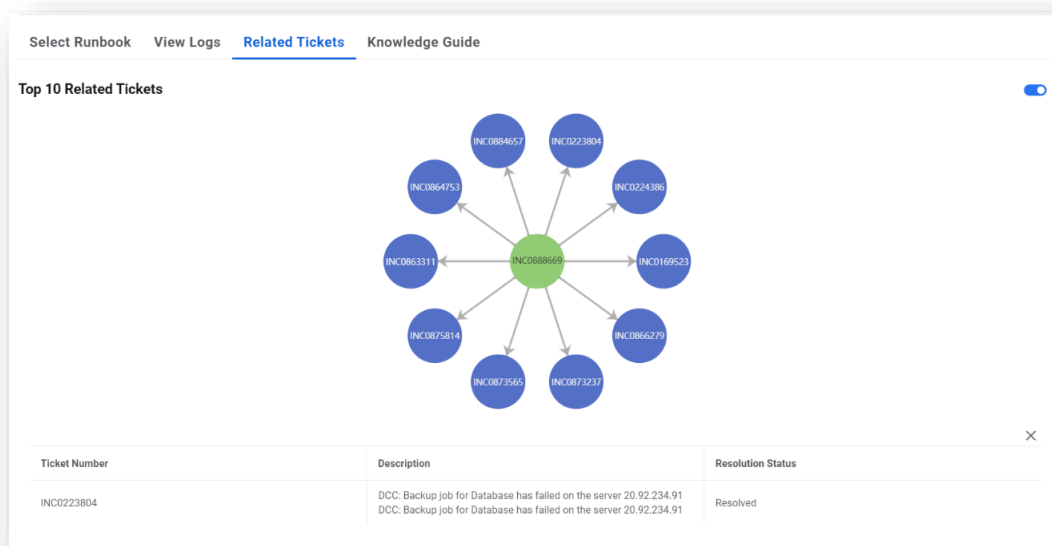 Select Runbook View Logs Related Tickets Knowledge Guide
Top 10 Related Tickets
INC0884657 INC0223804
INC0864753 INC0224386
INC0863311 INC0888669 INC0169523
INC0875814 INC0866279
INC0873565 INC0873237
Ticket Number Description Resolution Status
DCC: Backup job for Database has failed on the server 20.92.234.91
INC0223804 Resolved
DCC: Backup job for Database has failed on the server 20.92.234.91